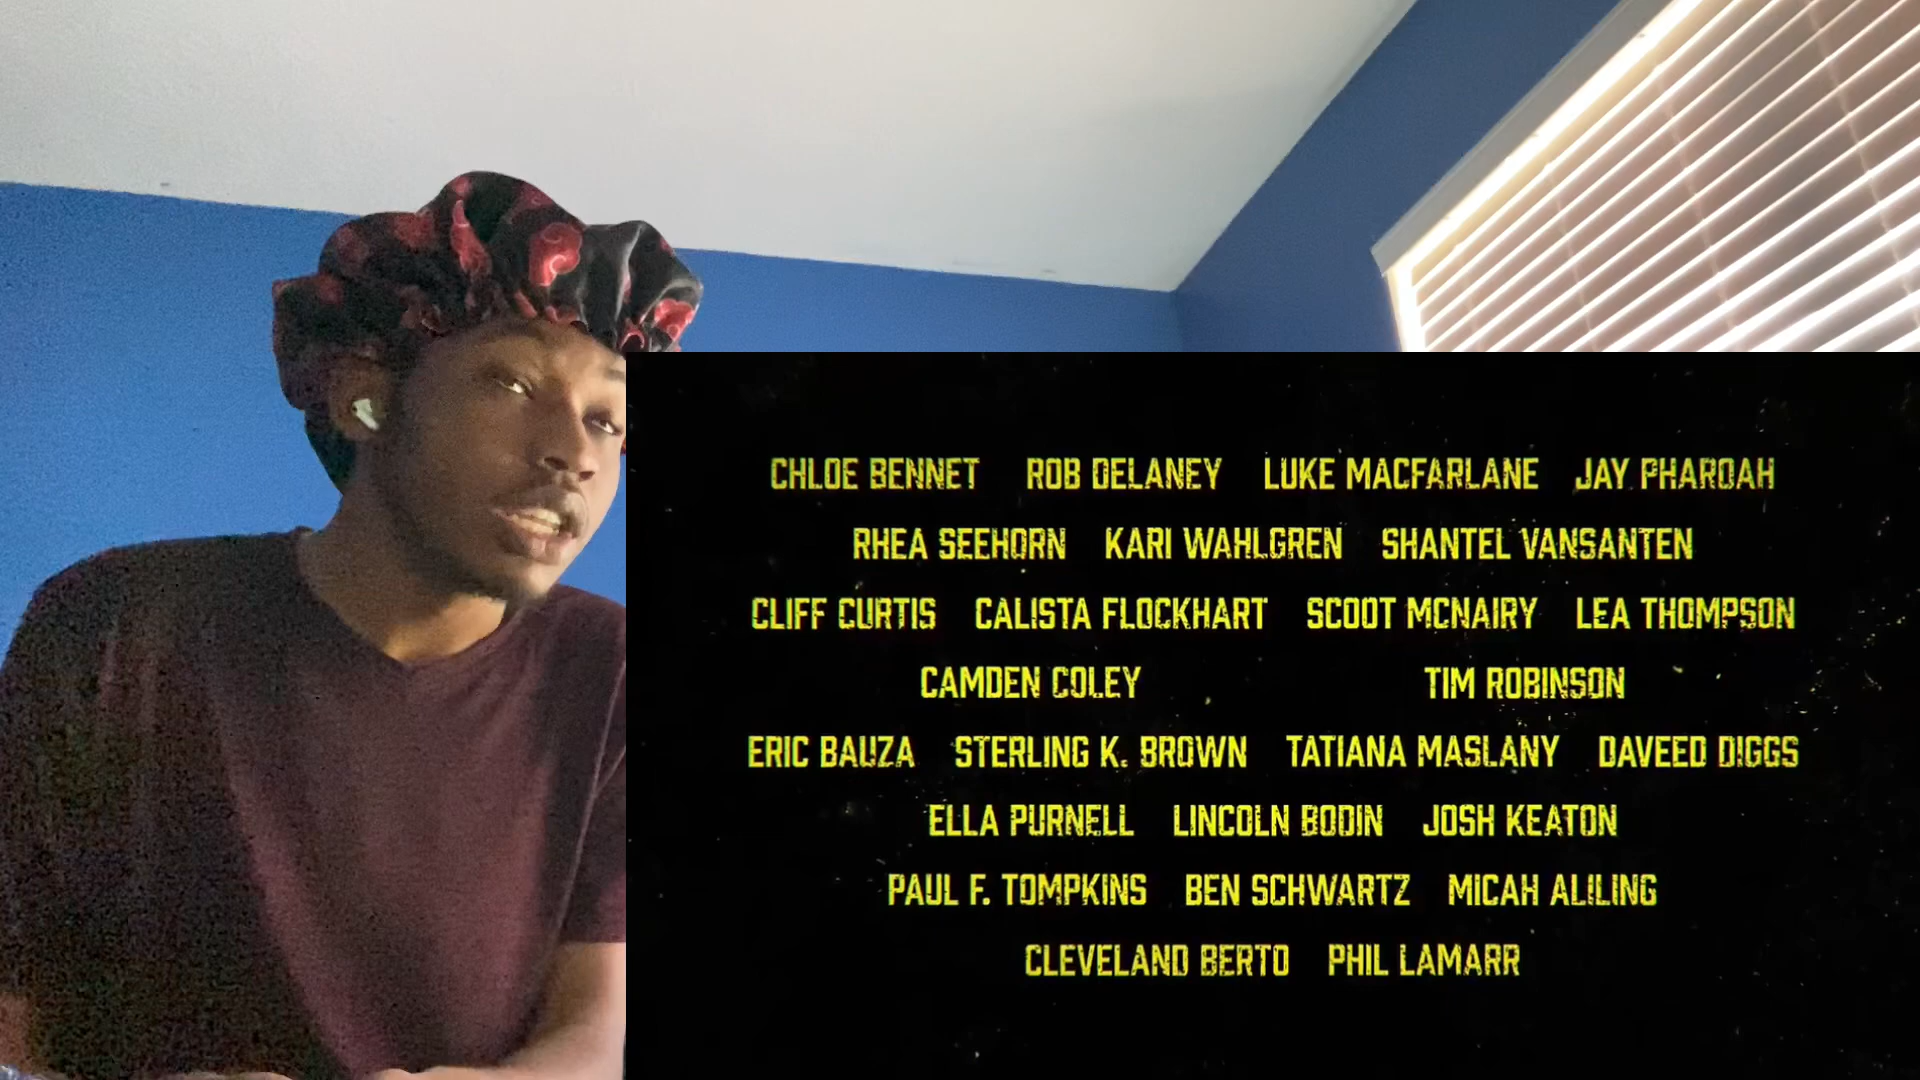 CHLOE BENNET ROB DELANEY LUKE MACFARLANE JAY PHAROAH
RHEA SEEHORN KARI WAHLGREN SHANTEL VANSANTEN
CLIFF CURTIS CALISTA FLOCKHART SCOOT MCNAIRY LEA THOMPSON
CAMDEN COLEY TIM ROBINSON
ERIC BAUZA STERLING K. BROWN TATIANA MASLANY DAVEED DIGGS
ELLA PURNELL LINCOLN BODIN JOSH KEATON
PAUL F. TOMPKINS BEN SCHWARTZ MICAH ALILING
CLEVELAND BERTO PHIL LAMARR